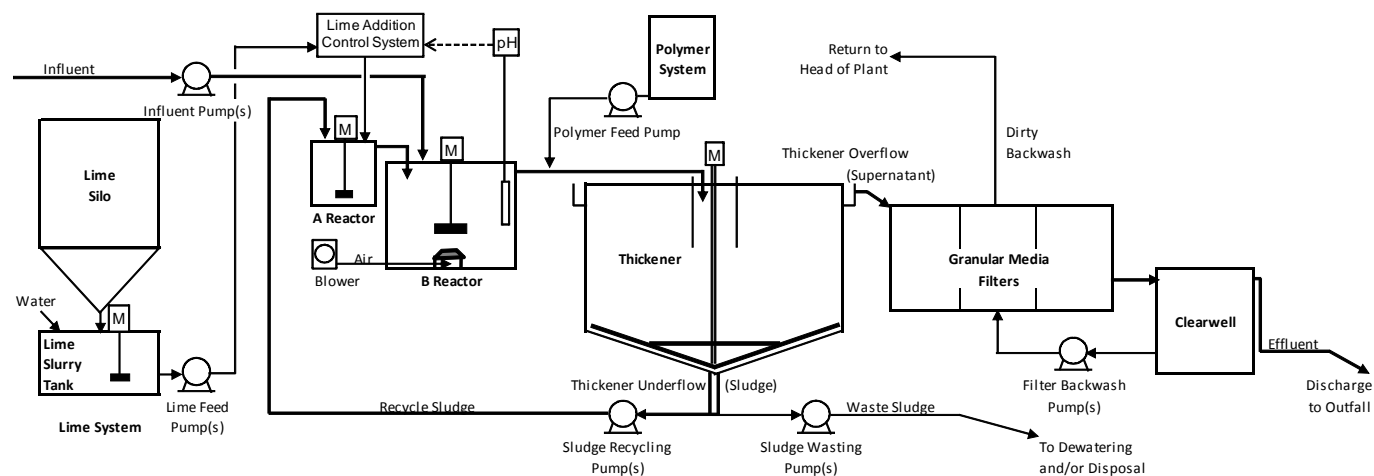 Lime Addition
Control System
pH
Polymer
System
Return to
Head of Plant
Influent
Influent Pump(s)
Polymer Feed Pump
Dirty
Backwash
M
M
M
Thickener Overflow
(Supernatant)
Lime
Silo
A Reactor
Thickener
Granular Media
Filters
Air
Blower
B Reactor
Water
M
Lime
Slurry
Tank
Clearwell
Effluent
Thickener Underflow
(Sludge)
Filter Backwash
Pump(s)
Discharge
to Outfall
Lime Feed
Pump(s)
Lime System
Recycle Sludge
Waste Sludge
Sludge Recycling
Pump(s)
Sludge Wasting
Pump(s)
To Dewatering
and/or Disposal